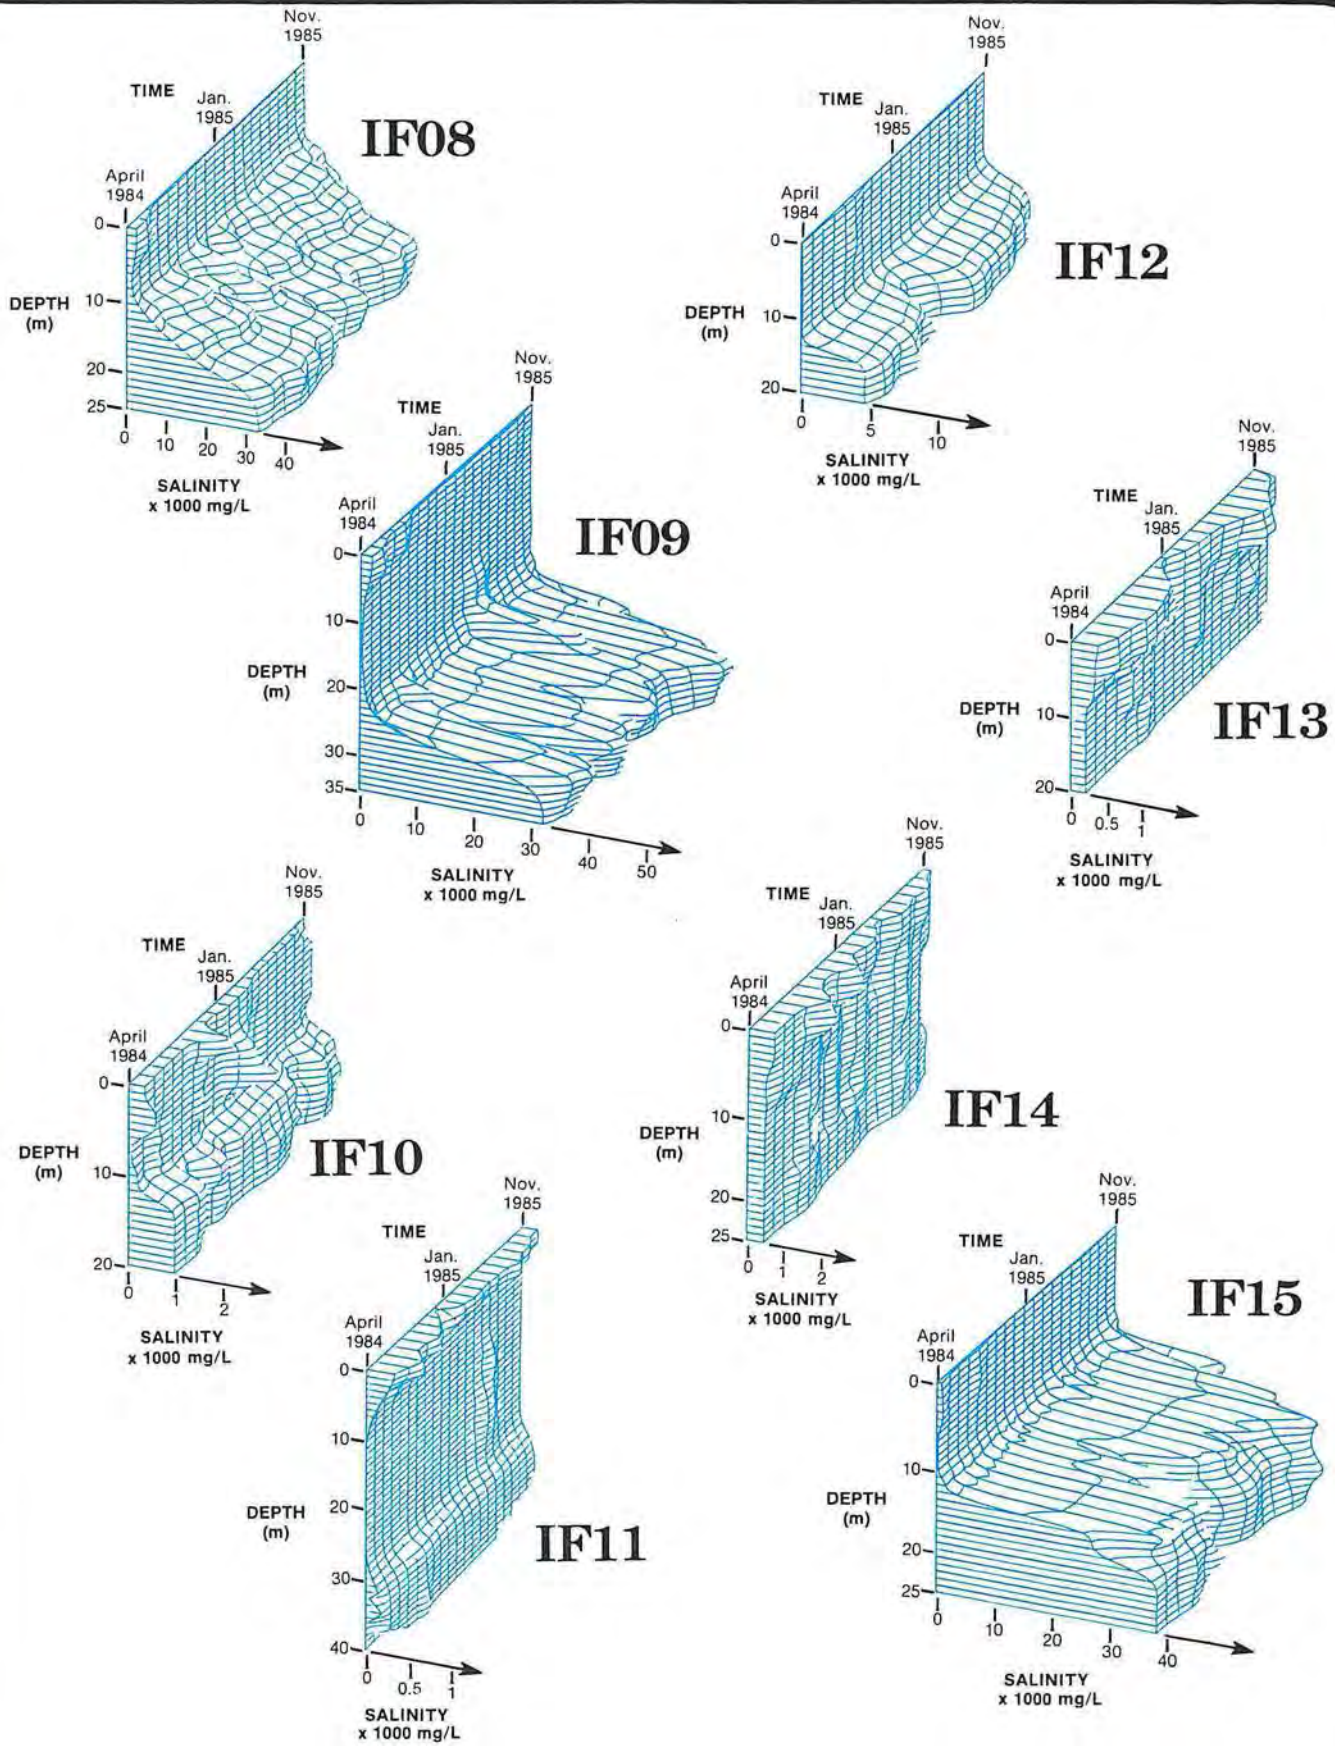 Nov.
1985
TIME
Jan.
1985
IF08
April
1984
0
DEPTH
(m)
10
20
25
0
10
20
30
40
SALINITY
x 1000 mg/L
Nov.
1985
TIME
Jan.
1985
April
1984
0
IF12
DEPTH
(m)
10
20
0
5
10
SALINITY
x 1000 mg/L
Nov.
1985
TIME
Jan.
1985
April
1984
IF09
0
10
DEPTH
(m)
20
30
35
0
10
20
30
40
50
SALINITY
x 1000 mg/L
Nov.
1985
TIME
Jan.
1985
April
1984
0
DEPTH
(m)
10
IF13
20
0
0.5
1
SALINITY
x 1000 mg/L
Nov.
1985
TIME
Jan.
1985
April
1984
0
DEPTH
(m)
10
IF10
20
0
1
2
SALINITY
x 1000 mg/L
Nov.
1985
TIME
Jan.
1985
April
1984
0
IF14
10
DEPTH
(m)
20
25
0
1
2
SALINITY
x 1000 mg/L
Nov.
1985
TIME
Jan.
1985
April
1984
0
10
20
DEPTH
(m)
IF11
30
40
0
0.5
1
SALINITY
x 1000 mg/L
Nov.
1985
TIME
Jan.
1985
IF15
April
1984
0
10
DEPTH
(m)
20
25
0
10
20
30
40
SALINITY
x 1000 mg/L